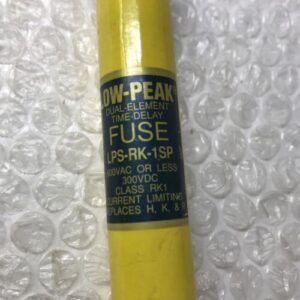 LOW-PEAK®
DUAL-ELEMENT
TIME-DELAY
FUSE
LPS-RK-1SP
600VAC OR LESS
300VDC
CLASS RK1
CURRENT LIMITING
REPLACES H, K, &